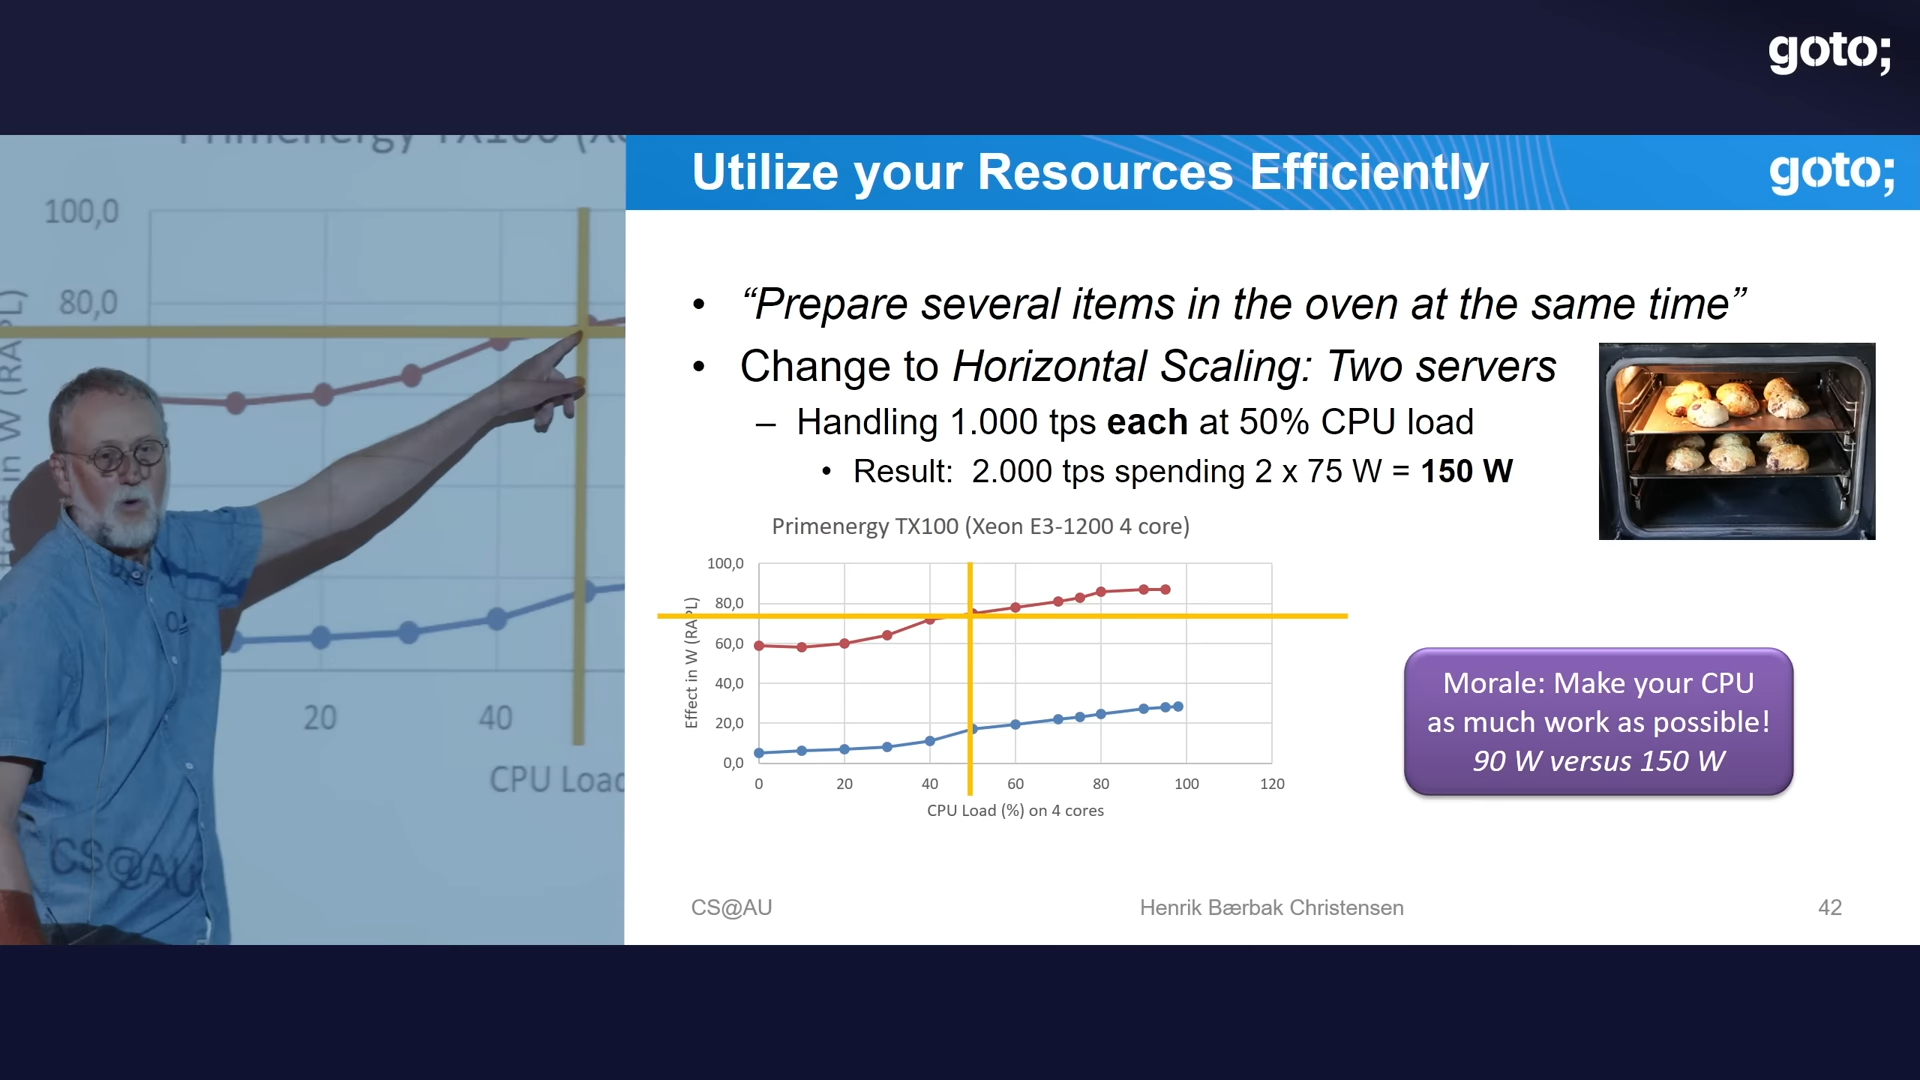 goto;
Primenergy TX100 (Xe
100,0
80,0
20
40
CPU Load
CS@AU
Utilize your Resources Efficiently
goto;
• “Prepare several items in the oven at the same time”
• Change to Horizontal Scaling: Two servers
– Handling 1.000 tps each at 50% CPU load
• Result: 2.000 tps spending 2 x 75 W = 150 W
Primenergy TX100 (Xeon E3-1200 4 core)
Effect in W (RAPL)
100,0
80,0
60,0
40,0
20,0
0,0
0
20
40
60
80
100
120
CPU Load (%) on 4 cores
Morale: Make your CPU
as much work as possible!
90 W versus 150 W
CS@AU
Henrik Bærbak Christensen
42